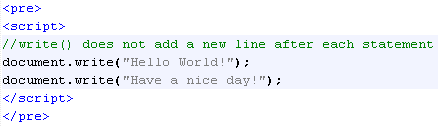 <pre>
<script>
//write() does not add a new line after each statement
document.write("Hello World!");
document.write("Have a nice day!");
</script>
</pre>